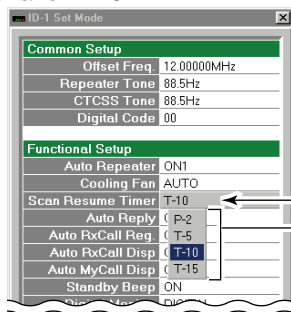 ID-1 Set Mode
Common Setup
Offset Freq. 12.00000MHz
Repeater Tone 88.5Hz
CTCSS Tone 88.5Hz
Digital Code 00
Functional Setup
Auto Repeater ON1
Cooling Fan AUTO
Scan Resume Timer T-10
Auto Reply P-2
Auto RxCall Reg. T-5
Auto RxCall Disp T-10
Auto MyCall Disp T-15
Standby Beep ON